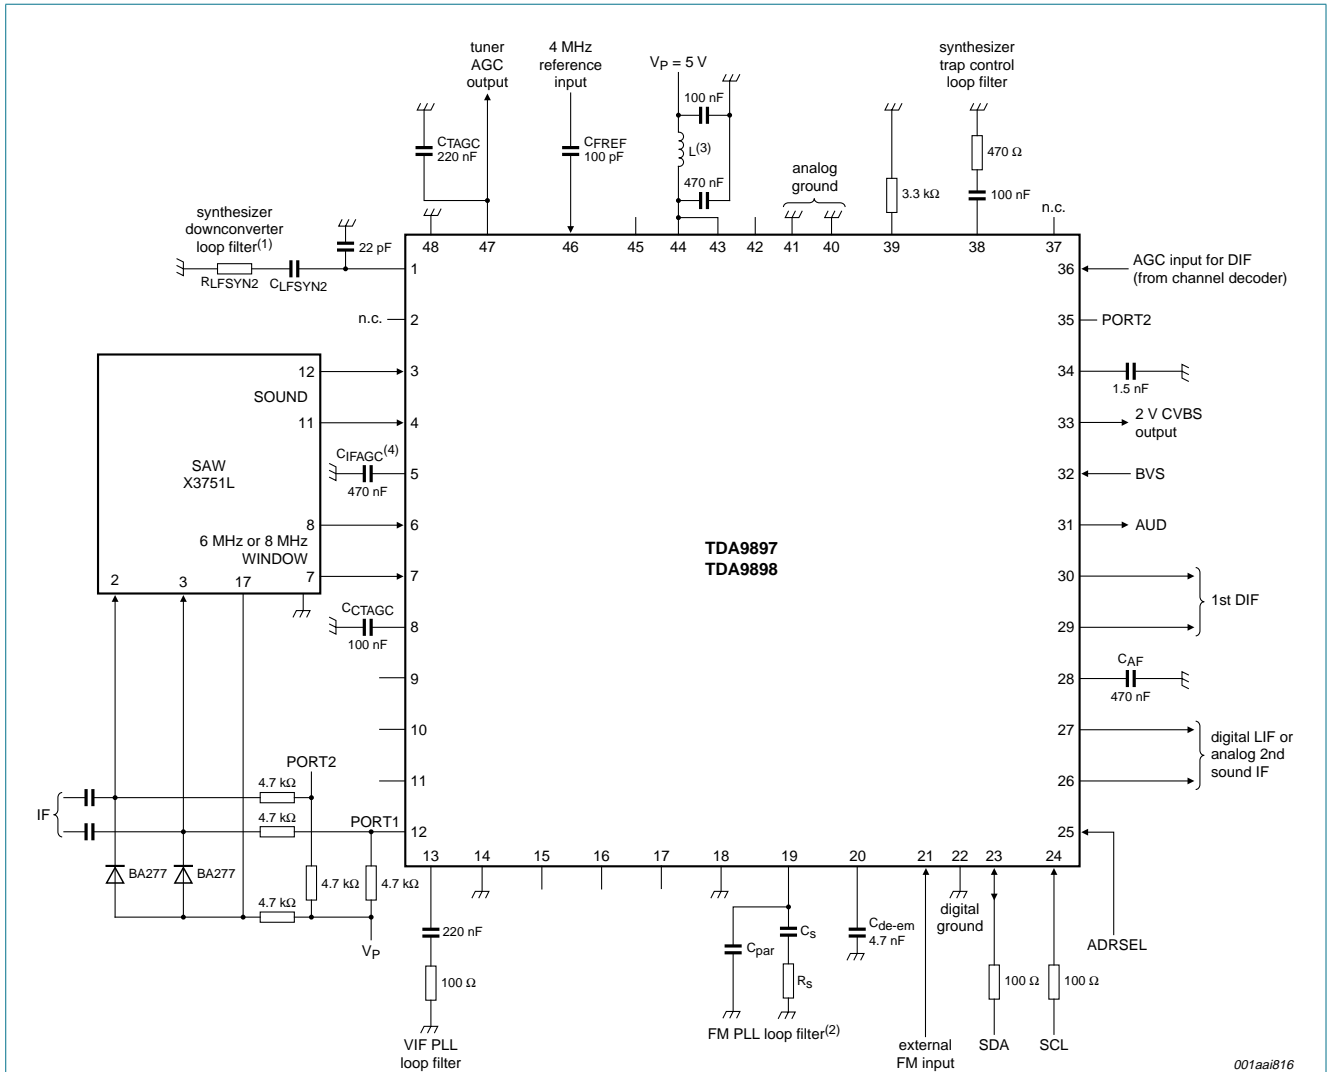 tuner
AGC
output
4 MHz
reference
input
VP = 5 V
synthesizer
trap control
loop filter
100 nF
CTAGC
220 nF
CFREF
100 pF
L(3)
470 Ω
470 nF
analog
ground
3.3 kΩ
100 nF
synthesizer
downconverter
loop filter(1)
22 pF
n.c.
48 47 46 45 44 43 42 41 40 39 38 37
RLFSYN2 CLFSYN2
1
36
AGC input for DIF
(from channel decoder)
n.c.
2
35
PORT2
12
3
34
1.5 nF
SOUND
11
4
33
2 V CVBS
output
SAW
X3751L
CIFAGC(4)
470 nF
5
32
BVS
8
6
31
AUD
6 MHz or 8 MHz
WINDOW
TDA9897
TDA9898
2 3 17 7
7
30
1st DIF
CCTAGC
100 nF
8
29
9
28
CAF
470 nF
10
27
digital LIF or
analog 2nd
sound IF
11
26
PORT2
4.7 kΩ
IF
4.7 kΩ
PORT1
12
25
13 14 15 16 17 18 19 20 21 22 23 24
BA277 BA277
4.7 kΩ 4.7 kΩ
4.7 kΩ
VP
220 nF
100 Ω
VIF PLL
loop filter
Cpar
Cs
Rs
FM PLL loop filter(2)
Cde-em
4.7 nF
digital
ground
ADRSEL
100 Ω 100 Ω
external
FM input
SDA SCL
001aai816